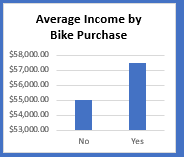 Average Income by
Bike Purchase
$58,000.00
$57,000.00
$56,000.00
$55,000.00
$54,000.00
$53,000.00
No Yes